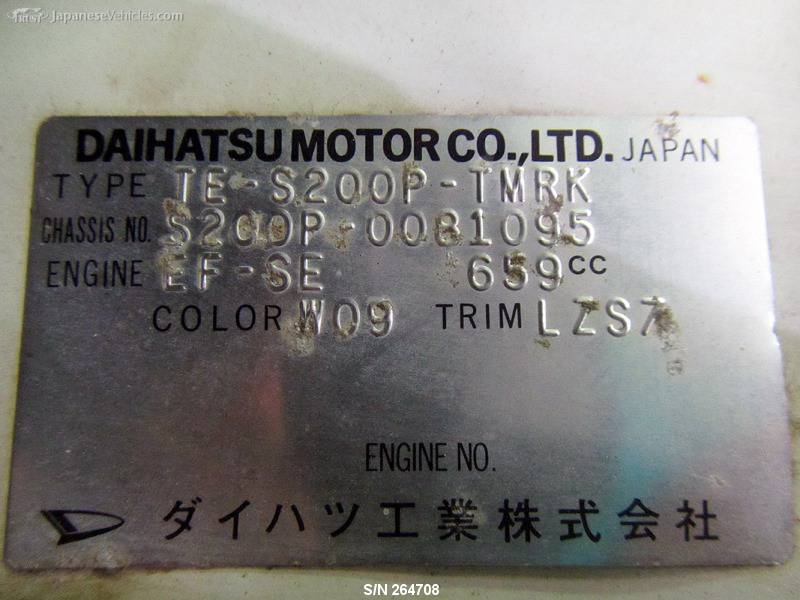 JapaneseVehicles.com
DAIHATSU MOTOR CO.,LTD. JAPAN
TYPE TE-S200P-TMRK
CHASSIS NO. S200P-0081095
ENGINE EF-SE 659CC
COLOR W09 TRIM LZS7
ENGINE NO.
ダイハツ工業株式会社
S/N 264708